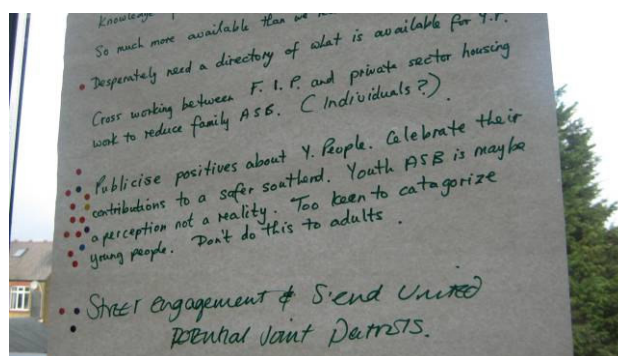 knowledge
So much more available than we
• Desperately need a directory of what is available for Y.P.
Cross working between F.I.P. and private sector housing
work to reduce family ASB. (Individuals?)
Publicise positives about Y. People. Celebrate their
contributions to a safer southend. Youth ASB is maybe
a perception not a reality. Too keen to catagorize
young people. Don't do this to adults.
Street engagement & S'end United
Potential Joint